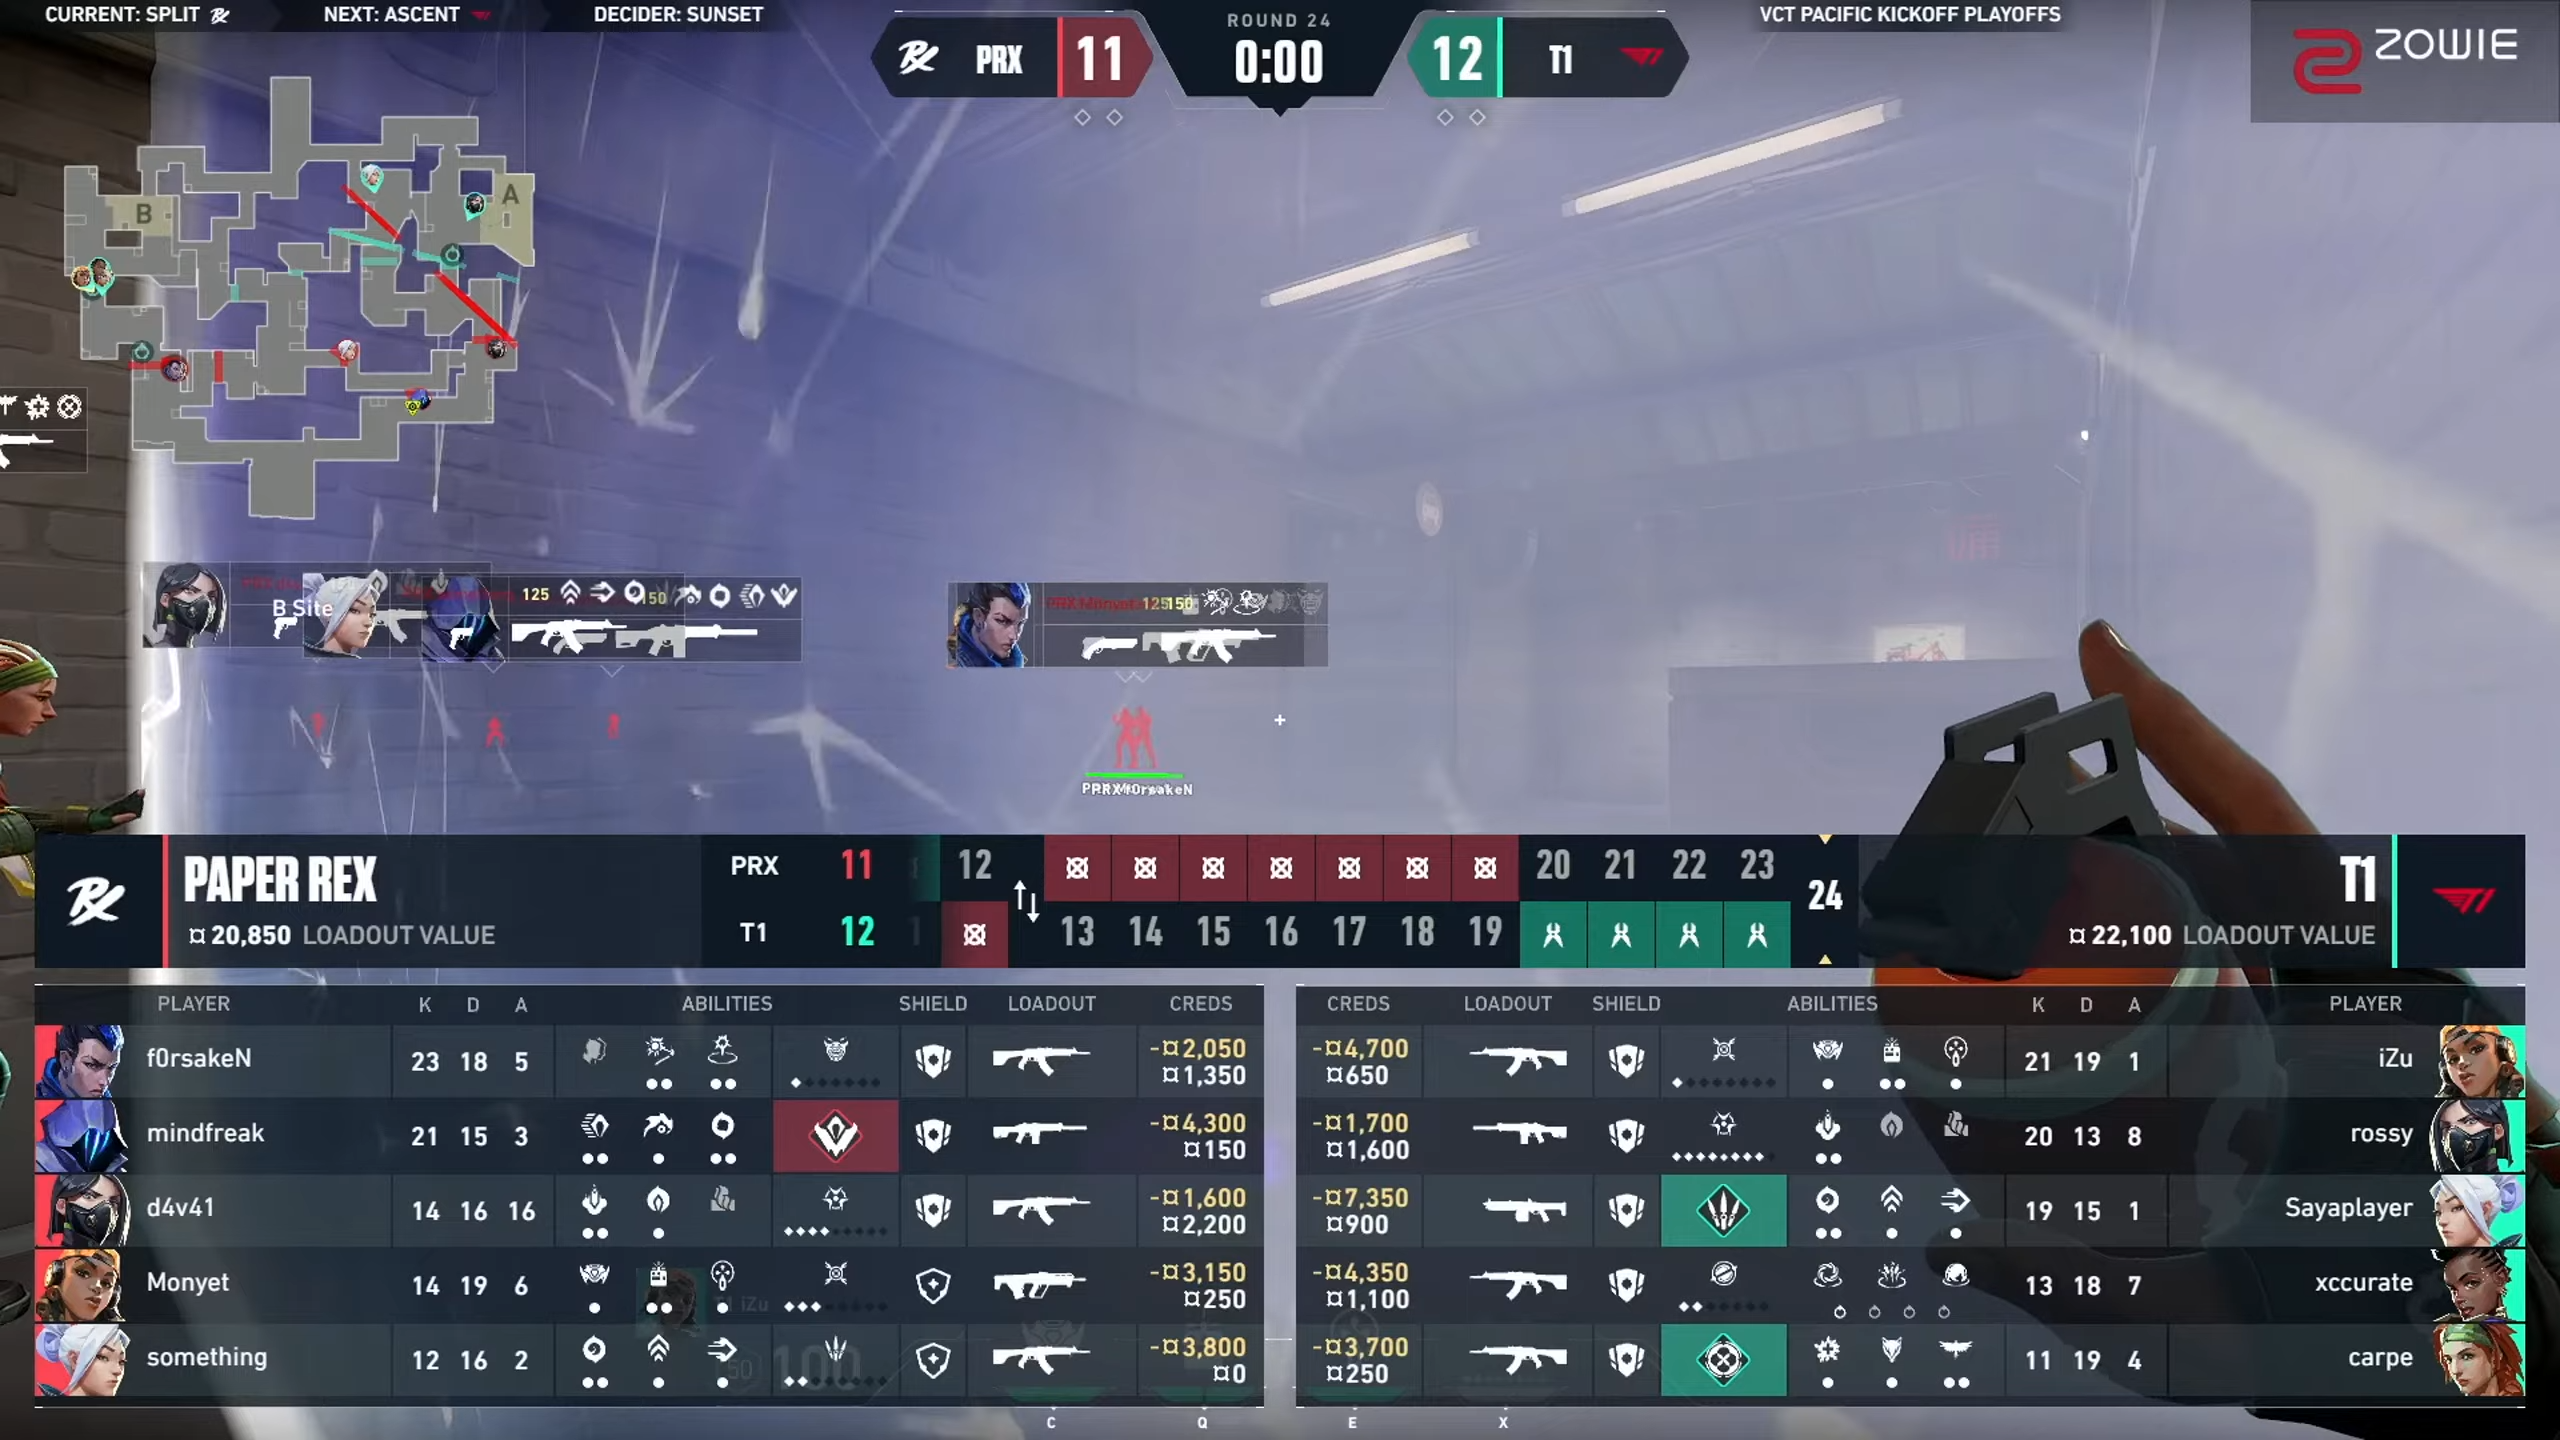 CURRENT: SPLIT
NEXT: ASCENT
DECIDER: SUNSET
PRX
11
ROUND 24
0:00
12
T1
VCT PACIFIC KICKOFF PLAYOFFS
ZOWIE
B
A
B Site
125
150
125
150
PAPER REX
20,850 LOADOUT VALUE
PRX 11 12 20 21 22 23
24
T1 12 13 14 15 16 17 18 19
T1
22,100 LOADOUT VALUE
PLAYER K D A ABILITIES SHIELD LOADOUT CREDS
f0rsakeN 23 18 5 -2,050 1,350
mindfreak 21 15 3 -4,300 150
d4v41 14 16 16 -1,600 2,200
Monyet 14 19 6 -3,150 250
something 12 16 2 -3,800 0
CREDS LOADOUT SHIELD ABILITIES K D A PLAYER
-4,700 650 21 19 1 iZu
-1,700 1,600 20 13 8 rossy
-7,350 900 19 15 1 Sayaplayer
-4,350 1,100 13 18 7 xccurate
-3,700 250 11 19 4 carpe
T1 iZu
50
100
C Q E X